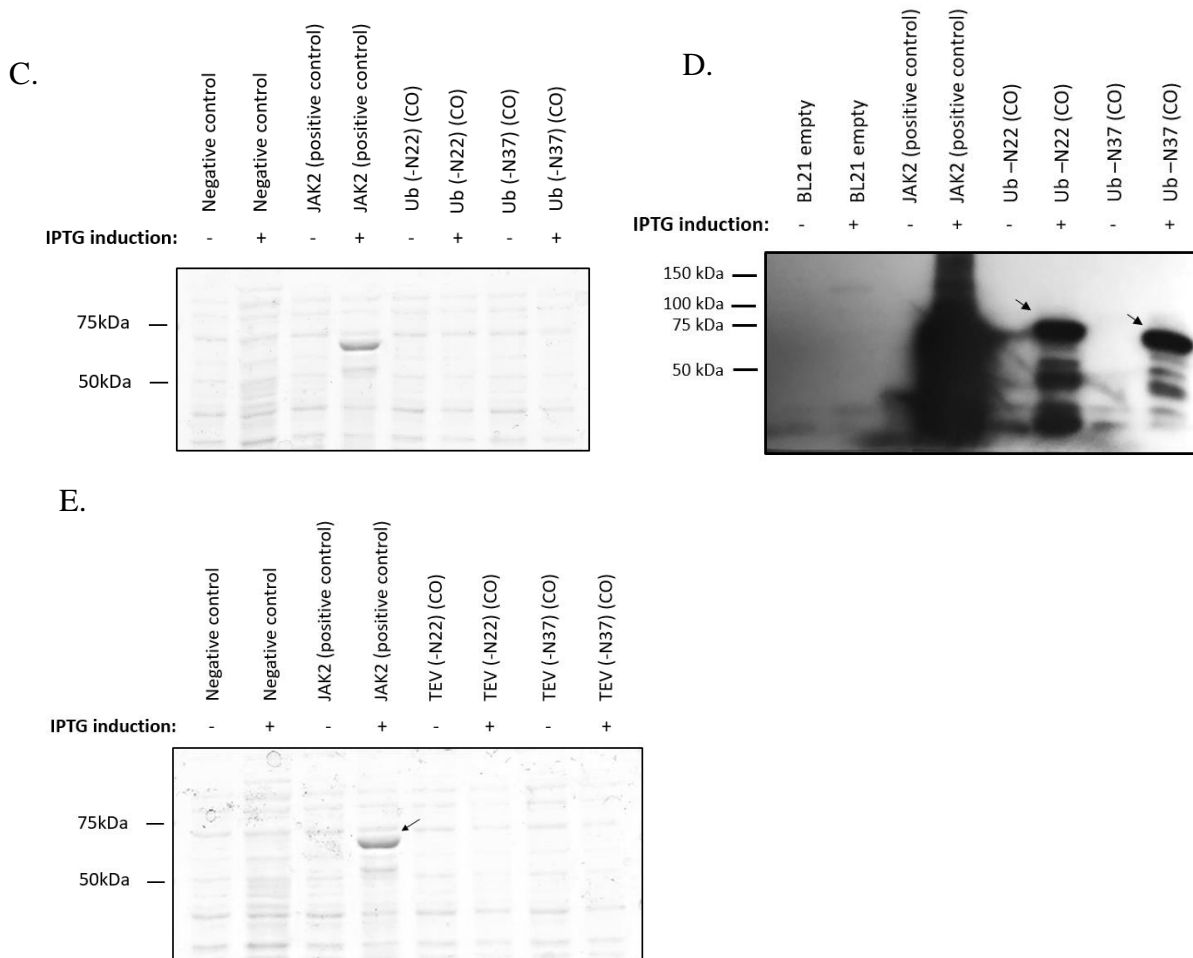 C.
Negative control
Negative control
JAK2 (positive control)
JAK2 (positive control)
Ub (-N22) (CO)
Ub (-N22) (CO)
Ub (-N37) (CO)
Ub (-N37) (CO)
IPTG induction: - + - + - + - +
75kDa
50kDa
D.
BL21 empty
BL21 empty
JAK2 (positive control)
JAK2 (positive control)
Ub –N22 (CO)
Ub –N22 (CO)
Ub –N37 (CO)
Ub –N37 (CO)
- + - + - + - +
150 kDa
100 kDa
75 kDa
50 kDa
E.
Negative control
Negative control
JAK2 (positive control)
JAK2 (positive control)
TEV (-N22) (CO)
TEV (-N22) (CO)
TEV (-N37) (CO)
TEV (-N37) (CO)
IPTG induction: - + - + - + - +
75kDa
50kDa